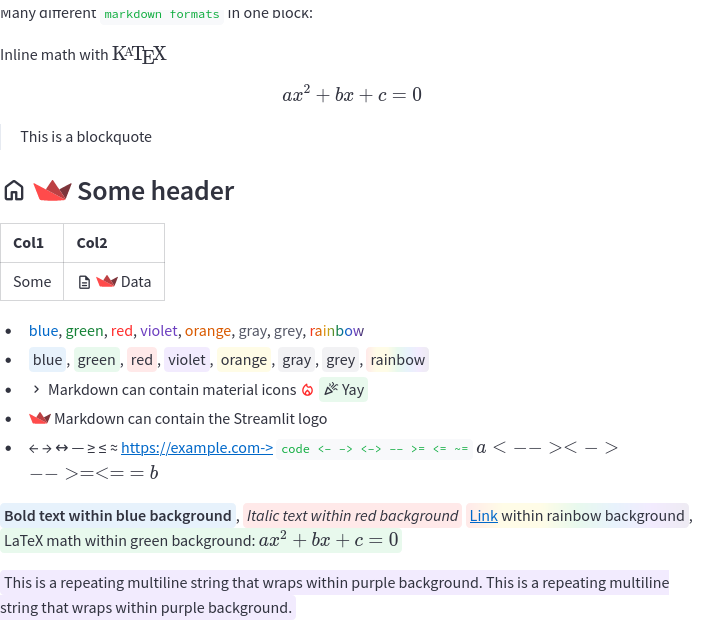 Many different markdown formats in one block:
Inline math with KATEX
ax² + bx + c = 0
This is a blockquote
Some header
Col1 Col2
Some Data
blue, green, red, violet, orange, gray, grey, rainbow
blue , green , red , violet , orange , gray , grey , rainbow
Markdown can contain material icons Yay
Markdown can contain the Streamlit logo
← → ↔ — ≥ ≤ ≈ https://example.com-> code <- -> <-> -- >= <= ~= a < −− >< − >
−− >=<= = b
Bold text within blue background , Italic text within red background Link within rainbow background ,
LaTeX math within green background: ax² + bx + c = 0
This is a repeating multiline string that wraps within purple background. This is a repeating multiline
string that wraps within purple background.